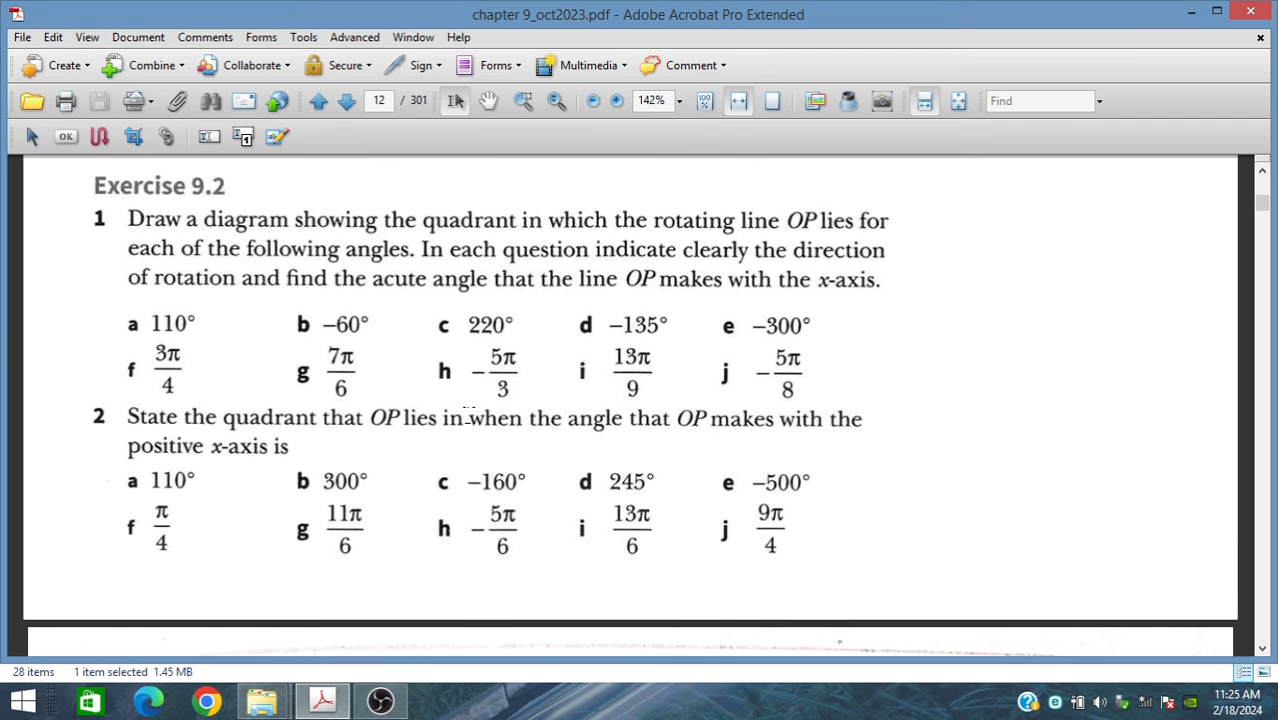 chapter 9_oct2023.pdf - Adobe Acrobat Pro Extended
File Edit View Document Comments Forms Tools Advanced Window Help
Create Combine Collaborate Secure Sign Forms Multimedia Comment
12 / 301 142% Find
OK
Exercise 9.2
1 Draw a diagram showing the quadrant in which the rotating line OP lies for
each of the following angles. In each question indicate clearly the direction
of rotation and find the acute angle that the line OP makes with the x-axis.
a 110° b –60° c 220° d –135° e –300°
f 3π/4 g 7π/6 h –5π/3 i 13π/9 j –5π/8
2 State the quadrant that OP lies in when the angle that OP makes with the
positive x-axis is
a 110° b 300° c –160° d 245° e –500°
f π/4 g 11π/6 h –5π/6 i 13π/6 j 9π/4
28 items 1 item selected 1.45 MB
11:25 AM
2/18/2024